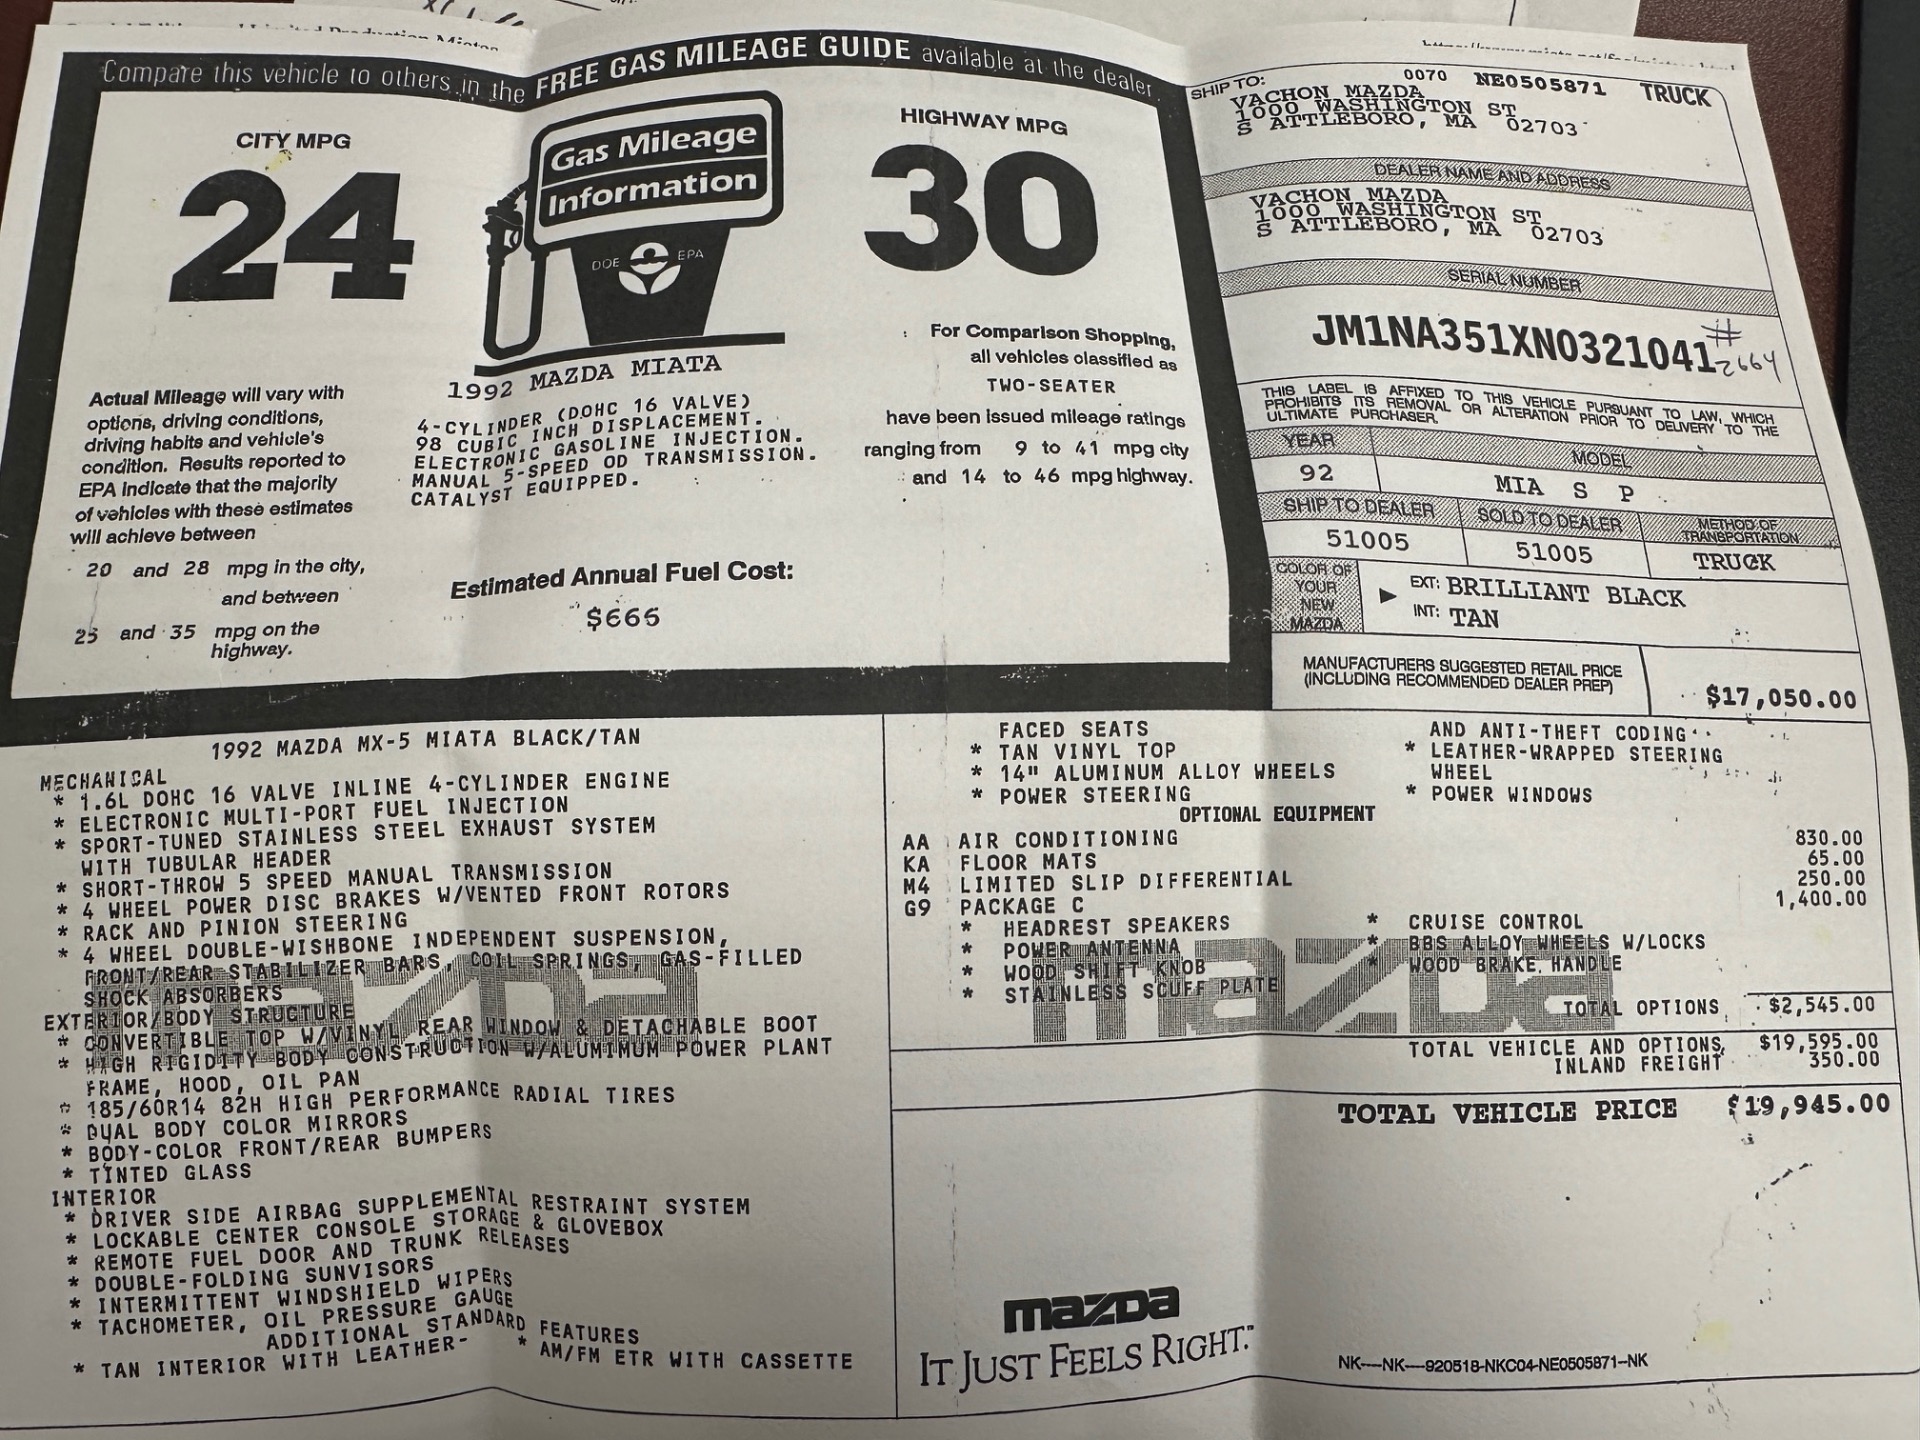 Compare this vehicle to others in the FREE GAS MILEAGE GUIDE available at the dealer.
CITY MPG
24
Gas Mileage
Information
DOE EPA
HIGHWAY MPG
30
1992 MAZDA MIATA
4-CYLINDER (DOHC 16 VALVE)
98 CUBIC INCH DISPLACEMENT.
ELECTRONIC GASOLINE INJECTION.
MANUAL 5-SPEED OD TRANSMISSION.
CATALYST EQUIPPED.
Actual Mileage will vary with
options, driving conditions,
driving habits and vehicle's
condition. Results reported to
EPA indicate that the majority
of vehicles with these estimates
will achieve between
20 and 28 mpg in the city,
and between
25 and 35 mpg on the
highway.
Estimated Annual Fuel Cost:
$666
For Comparison Shopping,
all vehicles classified as
TWO-SEATER
have been issued mileage ratings
ranging from 9 to 41 mpg city
and 14 to 46 mpg highway.
SHIP TO: 0070 NE0505871 TRUCK
VACHON MAZDA
1000 WASHINGTON ST
S ATTLEBORO, MA 02703
DEALER NAME AND ADDRESS
VACHON MAZDA
1000 WASHINGTON ST
S ATTLEBORO, MA 02703
SERIAL NUMBER
JM1NA351XN0321041
#
2664
THIS LABEL IS AFFIXED TO THIS VEHICLE PURSUANT TO LAW, WHICH
PROHIBITS ITS REMOVAL OR ALTERATION PRIOR TO DELIVERY TO THE
ULTIMATE PURCHASER.
YEAR MODEL
92 MIA S P
SHIP TO DEALER SOLD TO DEALER METHOD OF TRANSPORTATION
51005 51005 TRUCK
COLOR OF
YOUR
NEW
MAZDA
EXT: BRILLIANT BLACK
INT: TAN
MANUFACTURERS SUGGESTED RETAIL PRICE
(INCLUDING RECOMMENDED DEALER PREP)
$17,050.00
1992 MAZDA MX-5 MIATA BLACK/TAN
MECHANICAL
* 1.6L DOHC 16 VALVE INLINE 4-CYLINDER ENGINE
* ELECTRONIC MULTI-PORT FUEL INJECTION
* SPORT-TUNED STAINLESS STEEL EXHAUST SYSTEM
WITH TUBULAR HEADER
* SHORT-THROW 5 SPEED MANUAL TRANSMISSION
* 4 WHEEL POWER DISC BRAKES W/VENTED FRONT ROTORS
* RACK AND PINION STEERING
* 4 WHEEL DOUBLE-WISHBONE INDEPENDENT SUSPENSION,
FRONT/REAR STABILIZER BARS, COIL SPRINGS, GAS-FILLED
SHOCK ABSORBERS
EXTERIOR/BODY STRUCTURE
* CONVERTIBLE TOP W/VINYL REAR WINDOW & DETACHABLE BOOT
* HIGH RIGIDITY BODY CONSTRUCTION W/ALUMIMUM POWER PLANT
FRAME, HOOD, OIL PAN
* 185/60R14 82H HIGH PERFORMANCE RADIAL TIRES
* DUAL BODY COLOR MIRRORS
* BODY-COLOR FRONT/REAR BUMPERS
* TINTED GLASS
INTERIOR
* DRIVER SIDE AIRBAG SUPPLEMENTAL RESTRAINT SYSTEM
* LOCKABLE CENTER CONSOLE STORAGE & GLOVEBOX
* REMOTE FUEL DOOR AND TRUNK RELEASES
* DOUBLE-FOLDING SUNVISORS
* INTERMITTENT WINDSHIELD WIPERS
* TACHOMETER, OIL PRESSURE GAUGE
ADDITIONAL STANDARD FEATURES
* TAN INTERIOR WITH LEATHER- * AM/FM ETR WITH CASSETTE
FACED SEATS AND ANTI-THEFT CODING
* TAN VINYL TOP * LEATHER-WRAPPED STEERING
* 14" ALUMINUM ALLOY WHEELS WHEEL
* POWER STEERING * POWER WINDOWS
OPTIONAL EQUIPMENT
AA AIR CONDITIONING 830.00
KA FLOOR MATS 65.00
M4 LIMITED SLIP DIFFERENTIAL 250.00
G9 PACKAGE C 1,400.00
* HEADREST SPEAKERS * CRUISE CONTROL
* POWER ANTENNA * BBS ALLOY WHEELS W/LOCKS
* WOOD SHIFT KNOB * WOOD BRAKE HANDLE
* STAINLESS SCUFF PLATE
TOTAL OPTIONS $2,545.00
TOTAL VEHICLE AND OPTIONS $19,595.00
INLAND FREIGHT 350.00
TOTAL VEHICLE PRICE $19,945.00
mazda
mazda
mazda
IT JUST FEELS RIGHT.™
NK----NK----920518-NKC04-NE0505871--NK